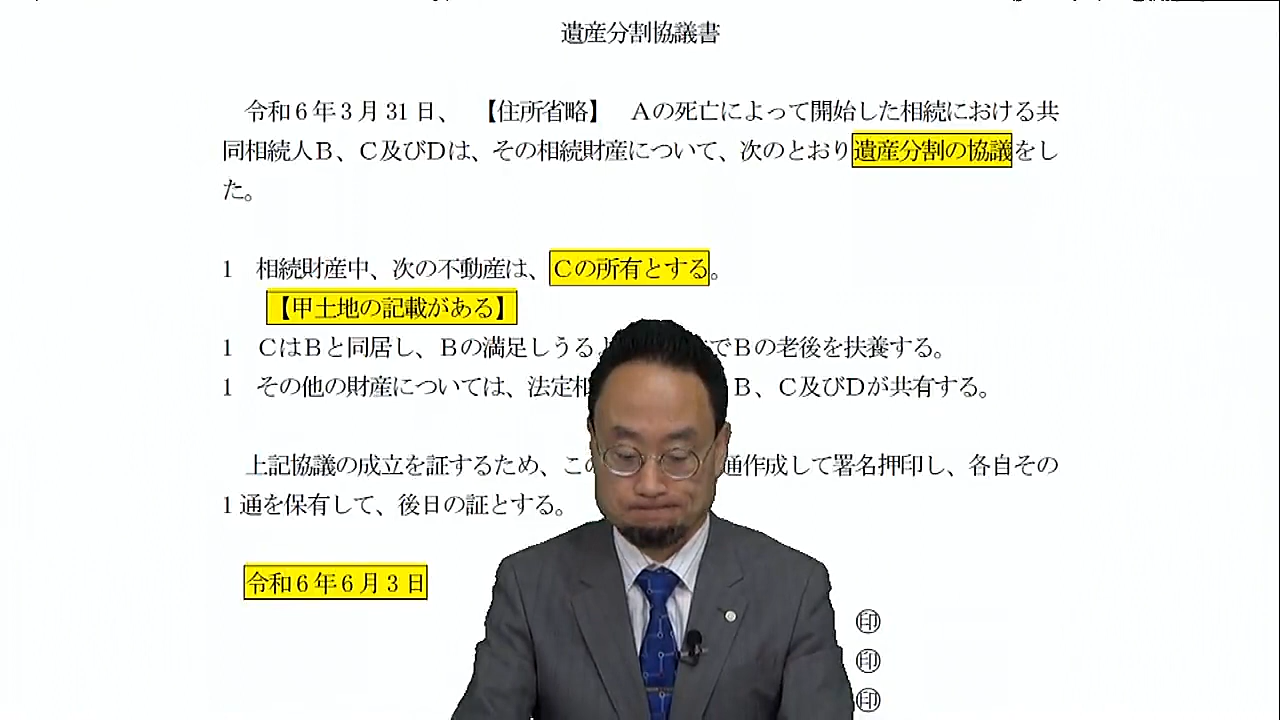 遺産分割協議書
令和６年３月31日、 【住所省略】 Ａの死亡によって開始した相続における共
同相続人Ｂ、Ｃ及びＤは、その相続財産について、次のとおり遺産分割の協議をし
た。
1 相続財産中、次の不動産は、Ｃの所有とする。
【甲土地の記載がある】
1 ＣはＢと同居し、Ｂの満足しうる でＢの老後を扶養する。
1 その他の財産については、法定相 Ｂ、Ｃ及びＤが共有する。
上記協議の成立を証するため、この 通作成して署名押印し、各自その
1通を保有して、後日の証とする。
令和６年６月３日
㊞
㊞
㊞